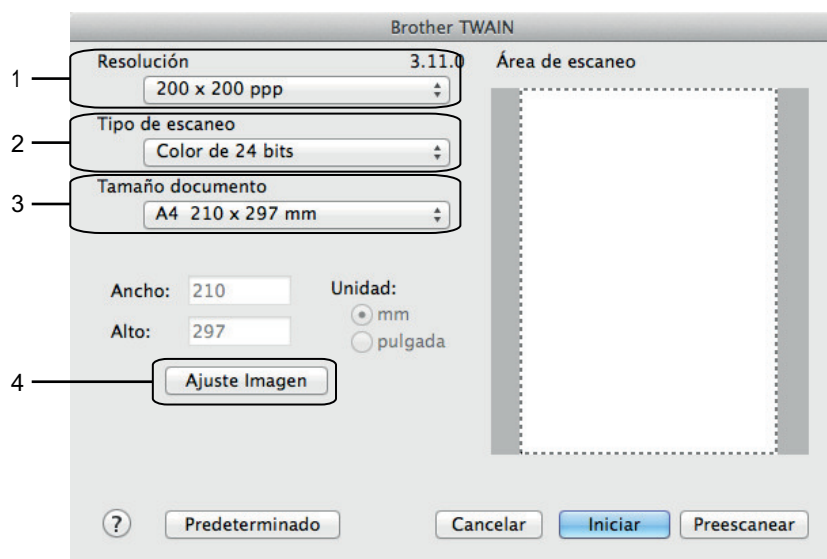 Brother TWAIN
1
Resolución 3.11.0
200 x 200 ppp
2
Tipo de escaneo
Color de 24 bits
3
Tamaño documento
A4 210 x 297 mm
Ancho: 210
Alto: 297
Unidad:
mm
pulgada
4
Ajuste Imagen
Área de escaneo
?
Predeterminado
Cancelar
Iniciar
Preescanear